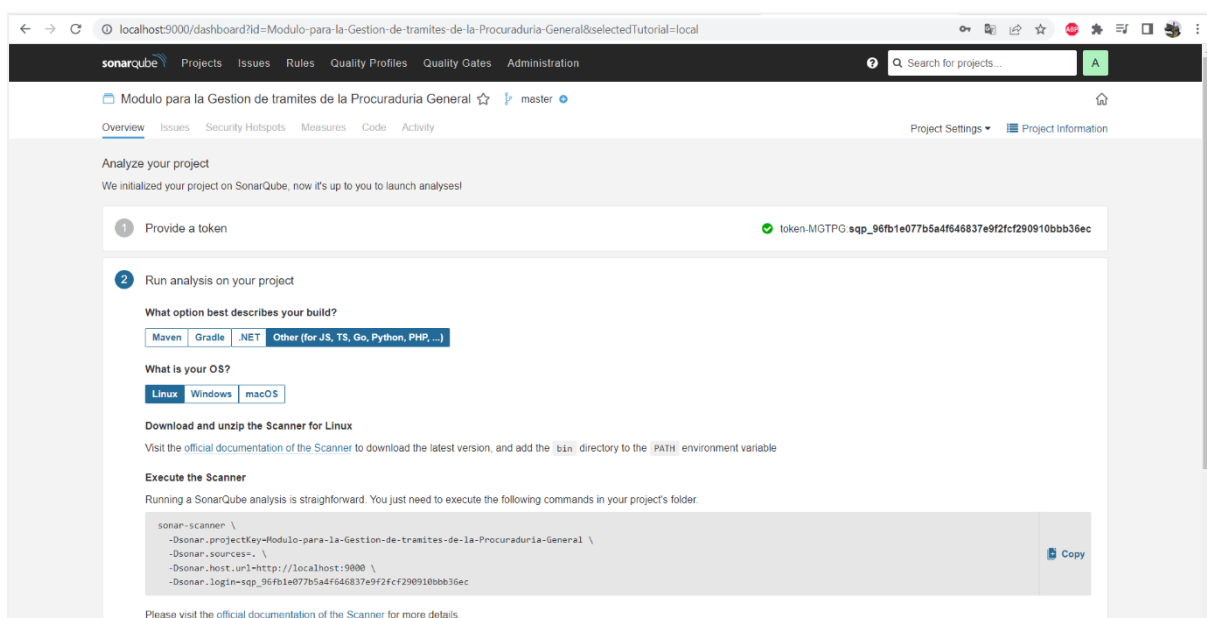 localhost:9000/dashboard?id=Modulo-para-la-Gestion-de-tramites-de-la-Procuraduria-General&selectedTutorial=local
sonarqube Projects Issues Rules Quality Profiles Quality Gates Administration ? Search for projects... A
Modulo para la Gestion de tramites de la Procuraduria General master
Overview Issues Security Hotspots Measures Code Activity Project Settings Project Information
Analyze your project
We initialized your project on SonarQube, now it's up to you to launch analyses!
1 Provide a token token-MGTPG: sqp_96fb1e077b5a4f646837e9f2fcf290910bbb36ec
2 Run analysis on your project
What option best describes your build?
Maven Gradle .NET Other (for JS, TS, Go, Python, PHP, ...)
What is your OS?
Linux Windows macOS
Download and unzip the Scanner for Linux
Visit the official documentation of the Scanner to download the latest version, and add the bin directory to the PATH environment variable
Execute the Scanner
Running a SonarQube analysis is straighforward. You just need to execute the following commands in your project's folder.
sonar-scanner \
-Dsonar.projectKey=Modulo-para-la-Gestion-de-tramites-de-la-Procuraduria-General \
-Dsonar.sources=. \
-Dsonar.host.url=http://localhost:9000 \
-Dsonar.login=sqp_96fb1e077b5a4f646837e9f2fcf290910bbb36ec
Copy
Please visit the official documentation of the Scanner for more details.